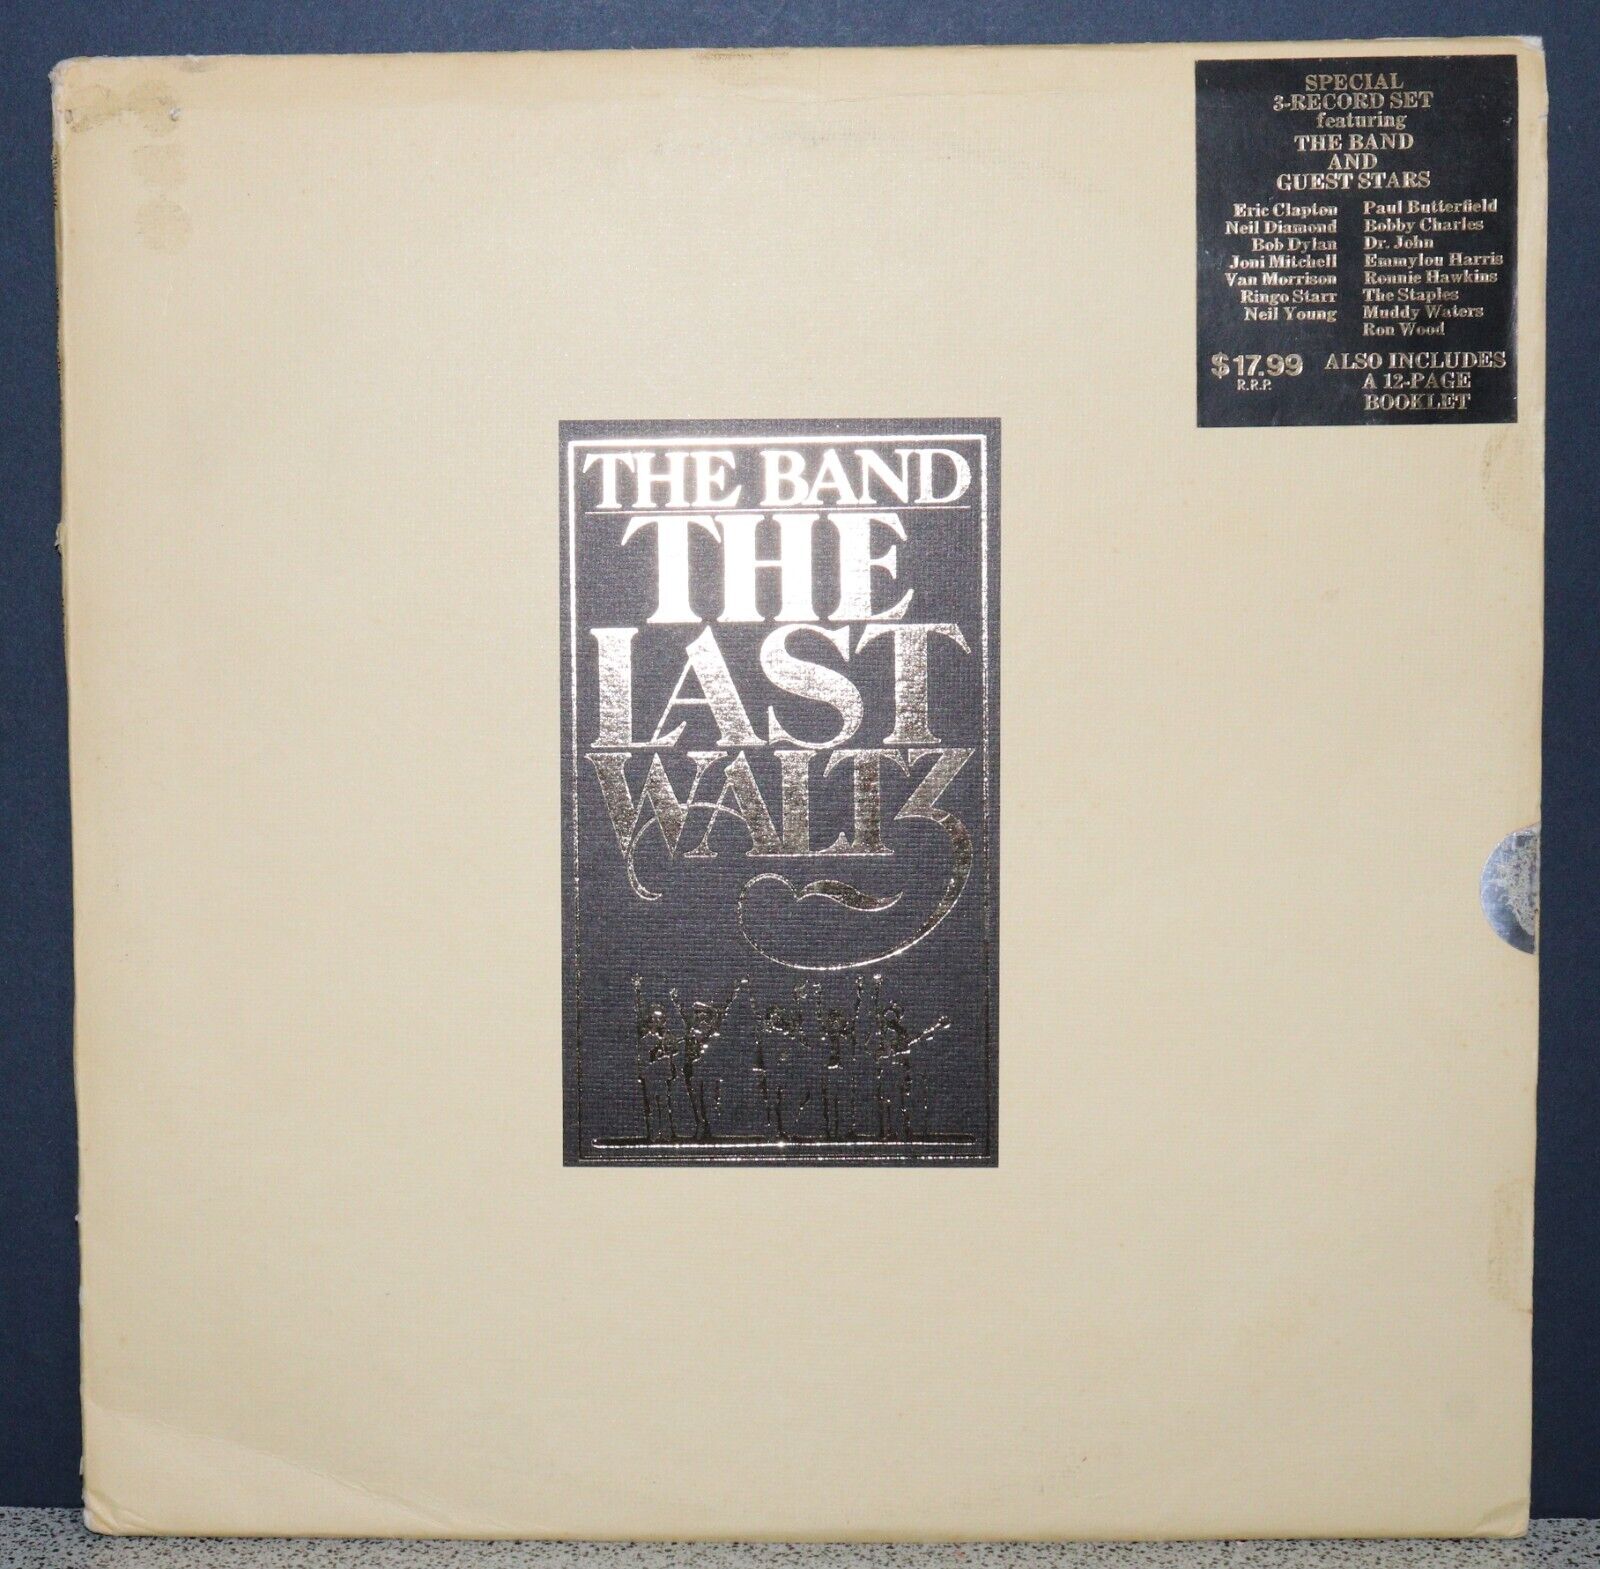 SPECIAL
3-RECORD SET
featuring
THE BAND
AND
GUEST STARS
Eric Clapton
Neil Diamond
Bob Dylan
Joni Mitchell
Van Morrison
Ringo Starr
Neil Young
Paul Butterfield
Bobby Charles
Dr. John
Emmylou Harris
Ronnie Hawkins
The Staples
Muddy Waters
Ron Wood
$17.99
R.R.P.
ALSO INCLUDES
A 12-PAGE
BOOKLET
THE BAND
THE
LAST
WALTZ